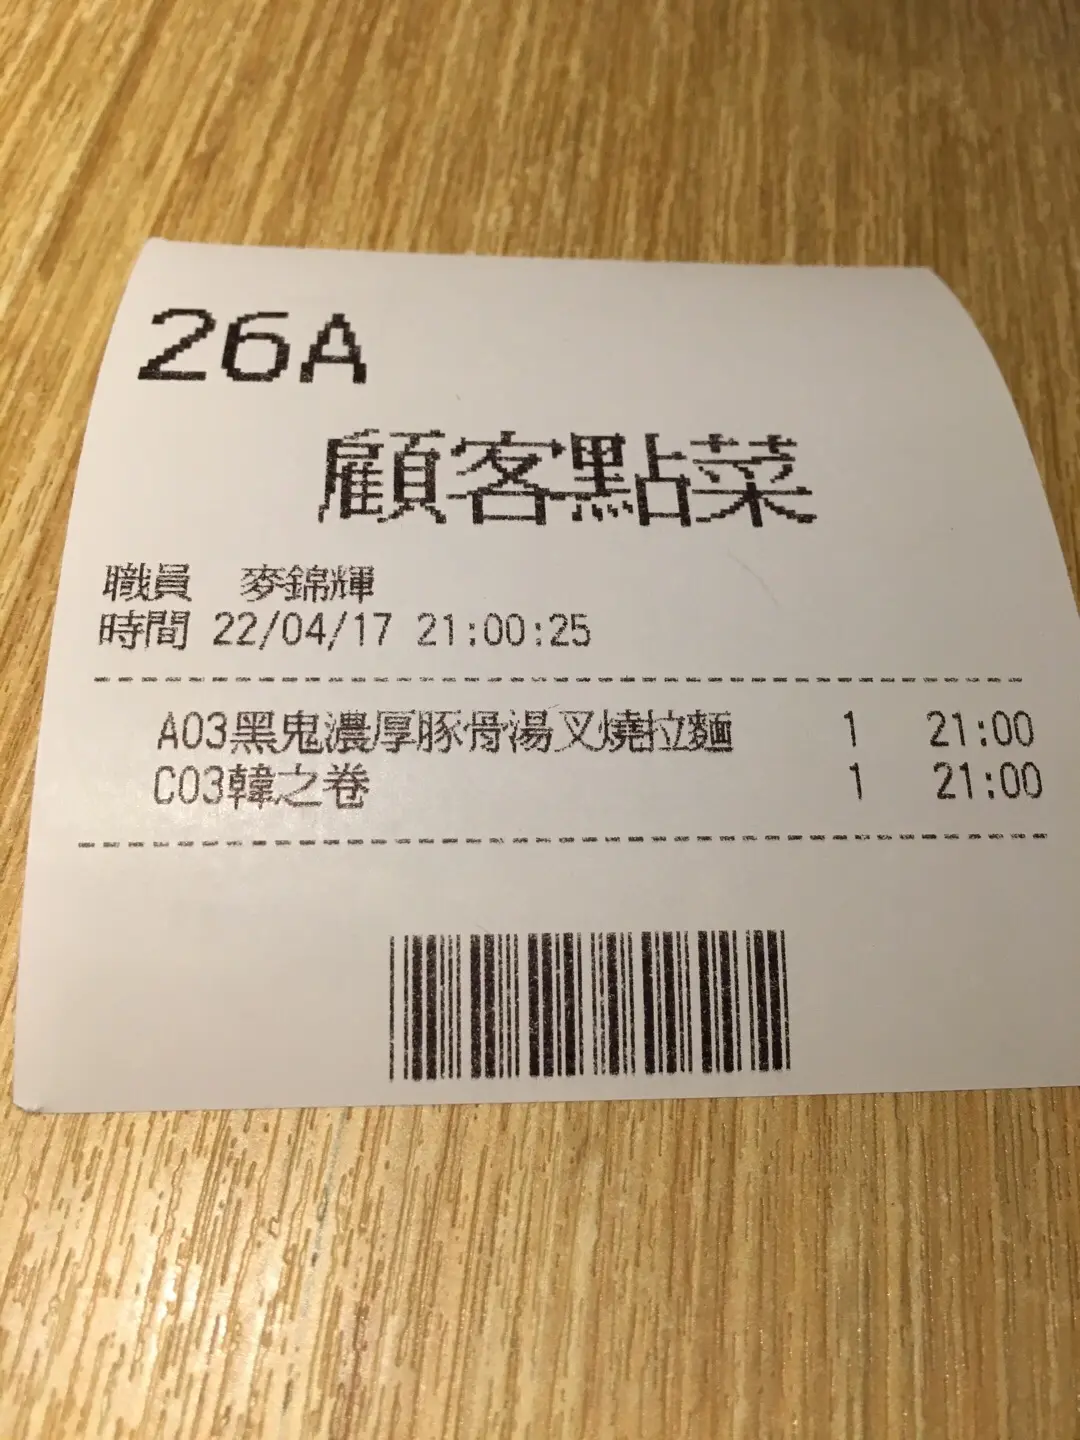 26A
顧客點菜
職員 麥錦輝
時間 22/04/17 21:00:25
A03黑鬼濃厚豚骨湯叉燒拉麵 1 21:00
C03韓之卷 1 21:00